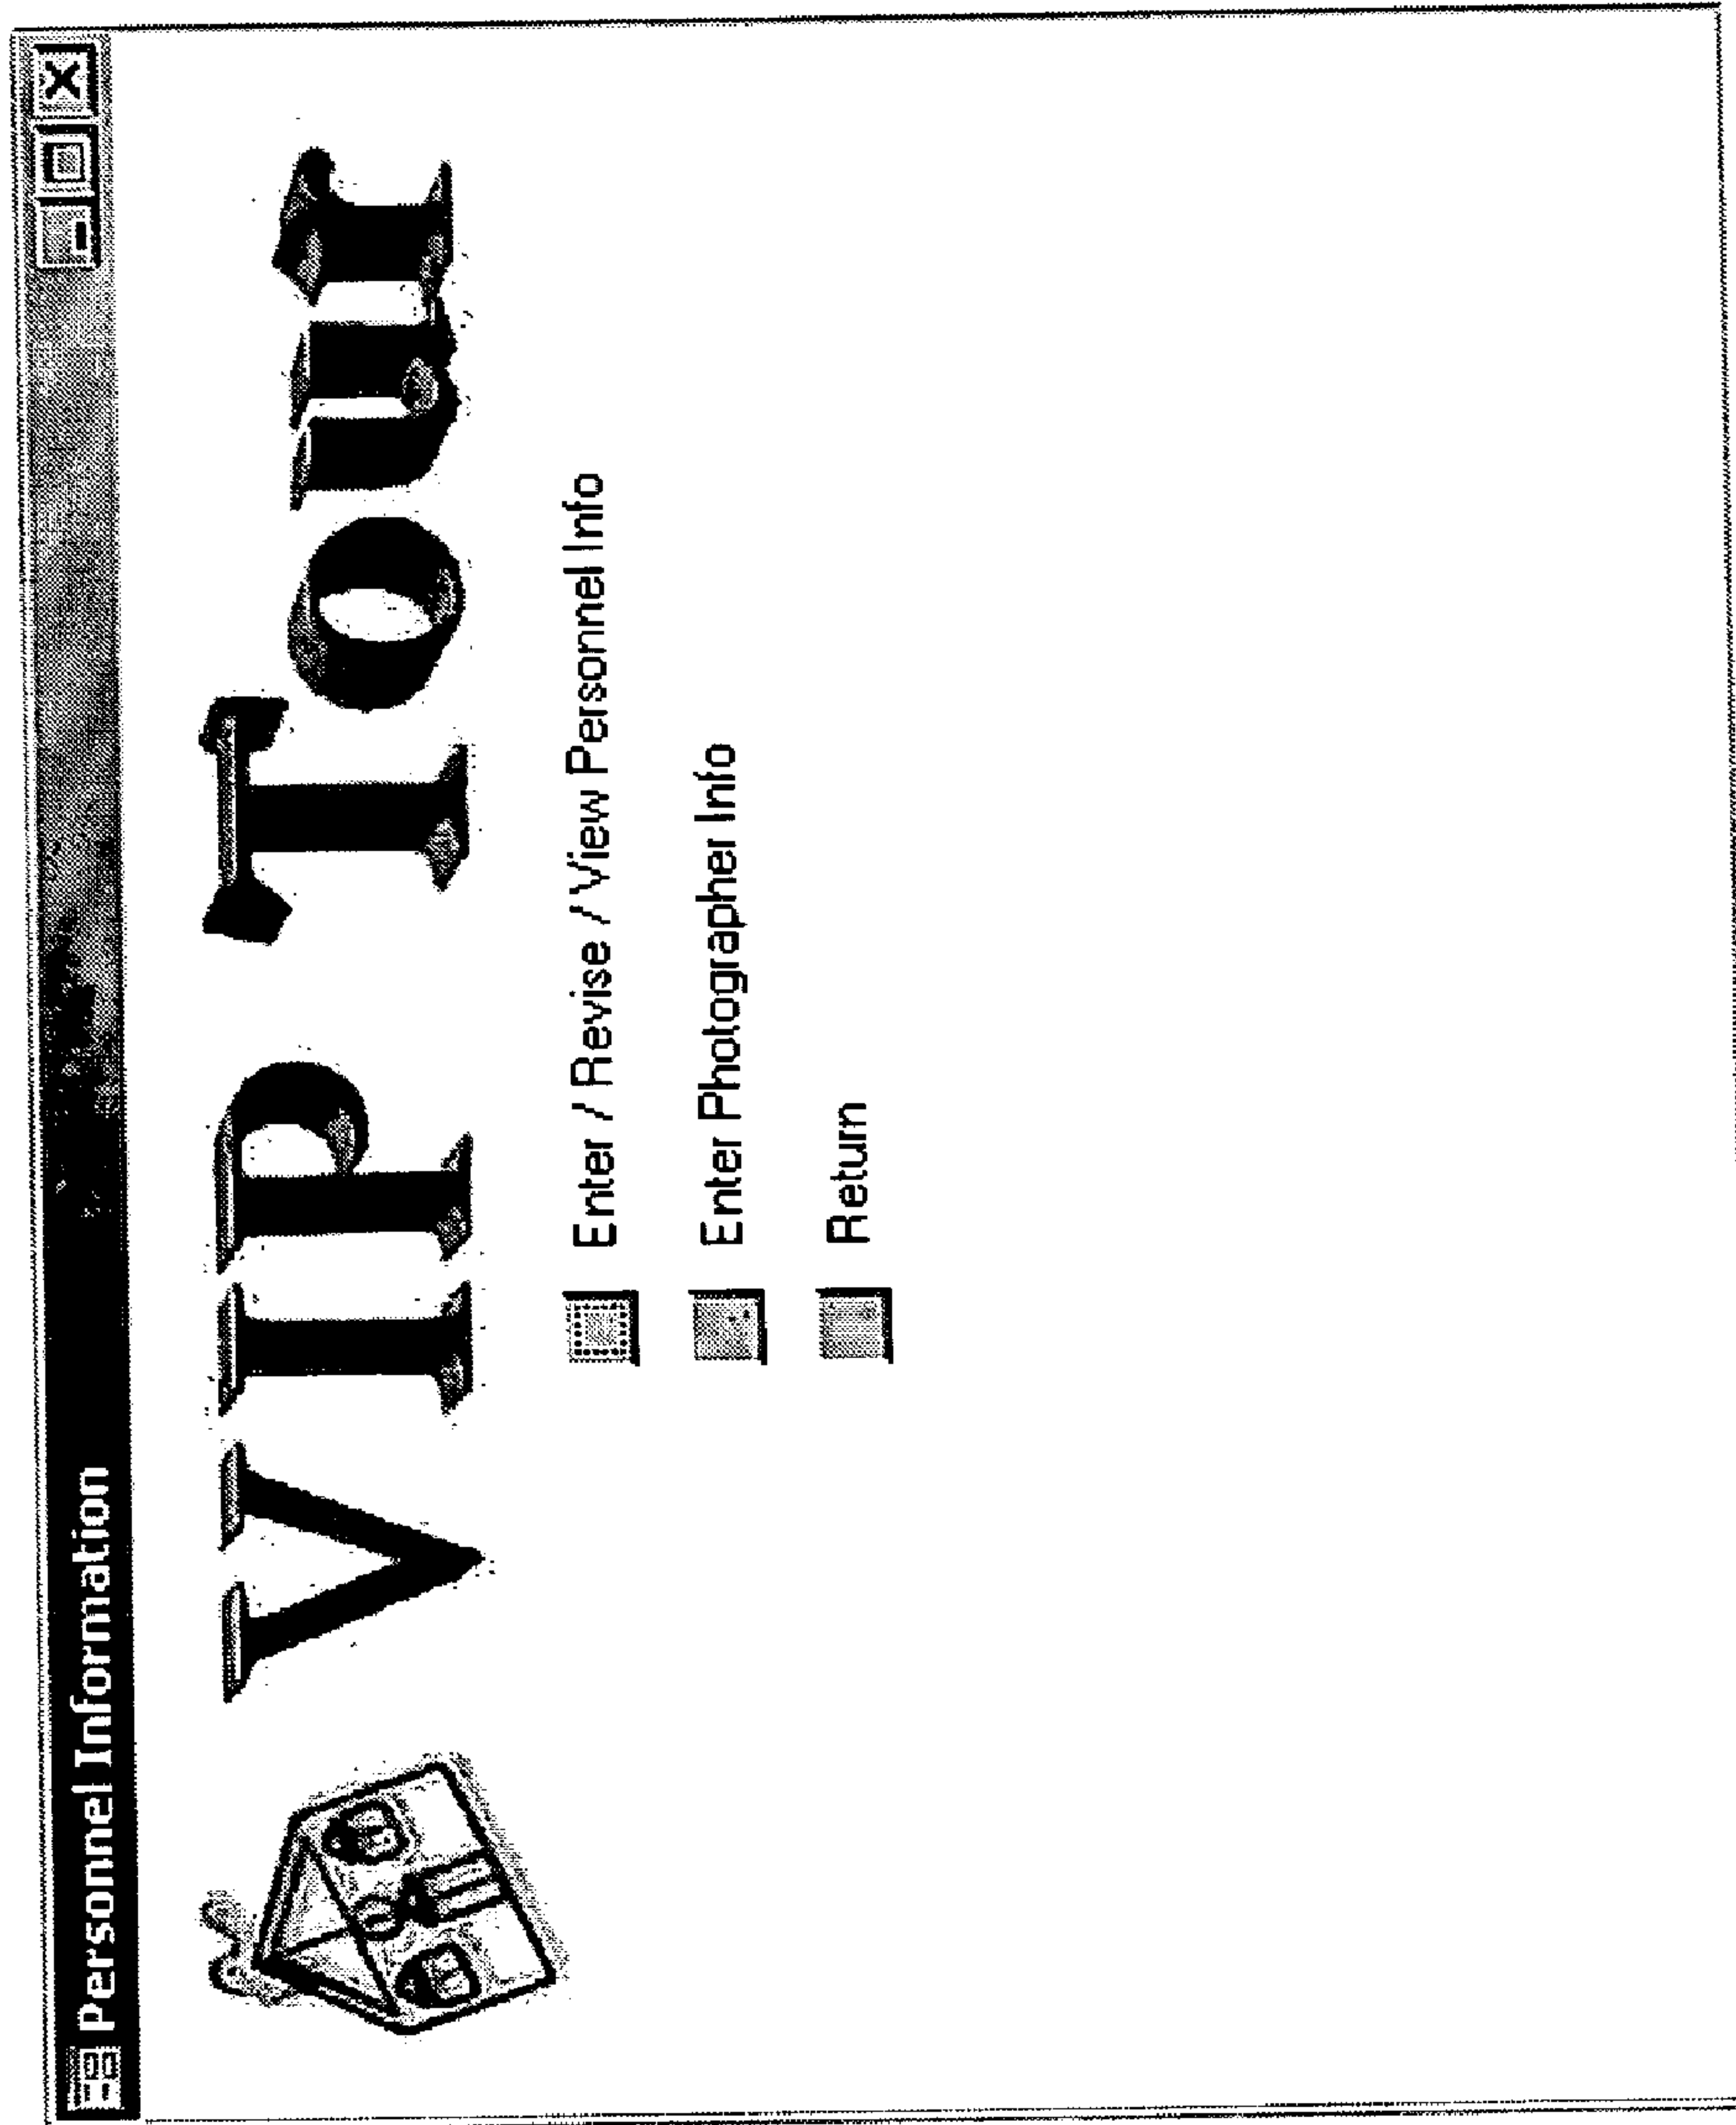 Personnel Information
VIP Tour
Enter / Revise / View Personnel Info
Enter Photographer Info
Return